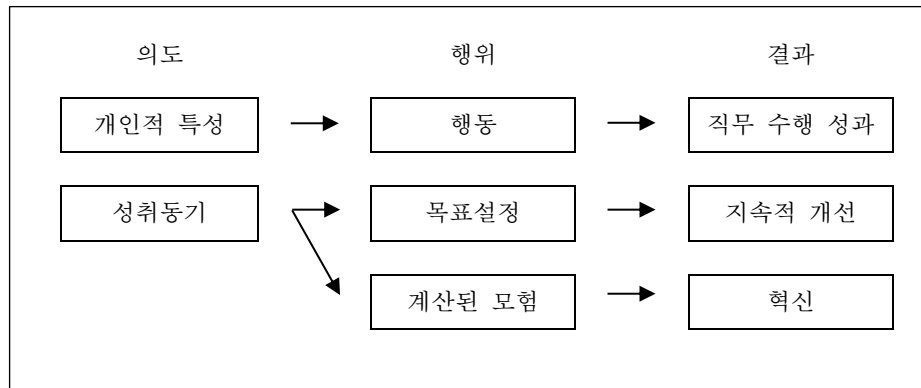 의도 행위 결과
개인적 특성 행동 직무 수행 성과
성취동기 목표설정 지속적 개선
계산된 모험 혁신